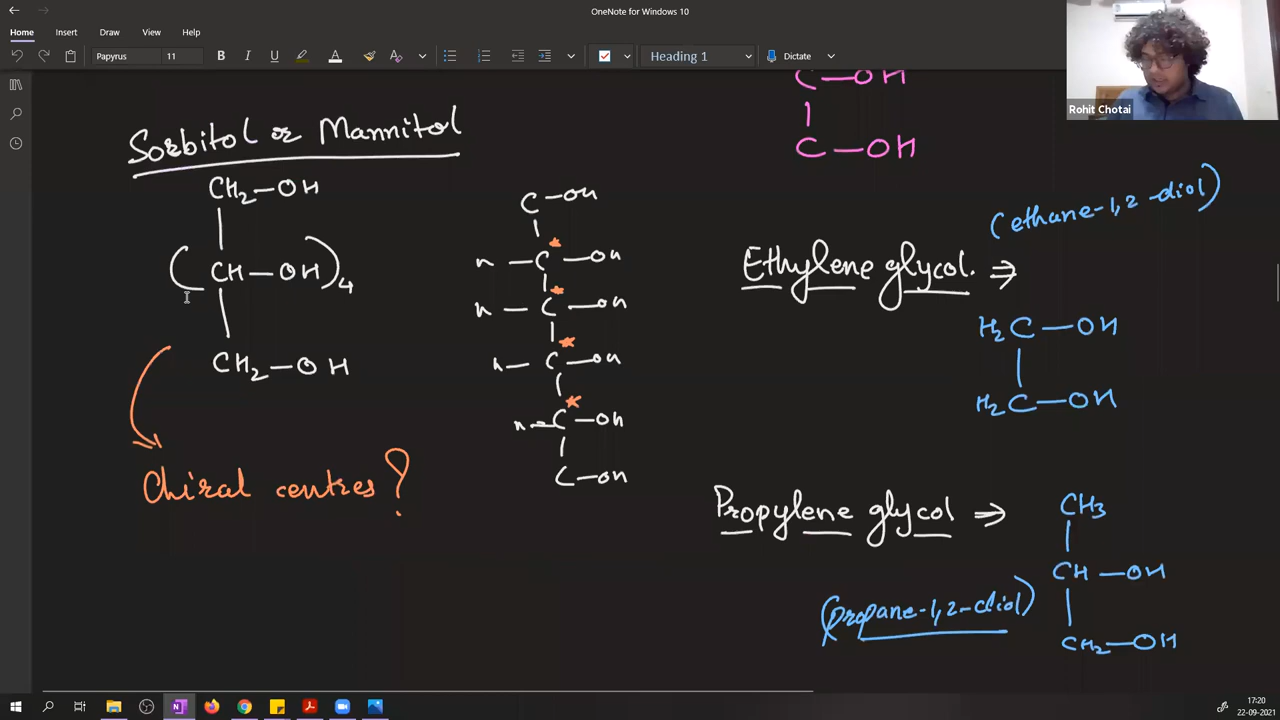 OneNote for Windows 10
Home Insert Draw View Help
Papyrus 11 B I U A Heading 1 Dictate
Rohit Chotai
C-OH
C-OH
Sorbitol or Mannitol
CH2-OH
(CH-OH)4
CH2-OH
Chiral centres?
C-OH
H-C*-OH
H-C*-OH
H-C*-OH
H-C*-OH
C-OH
(ethane-1,2-diol)
Ethylene glycol. ⇒
H2C-OH
H2C-OH
Propylene glycol ⇒
CH3
CH-OH
CH2-OH
(propane-1,2-diol)
17:20
22-09-2021